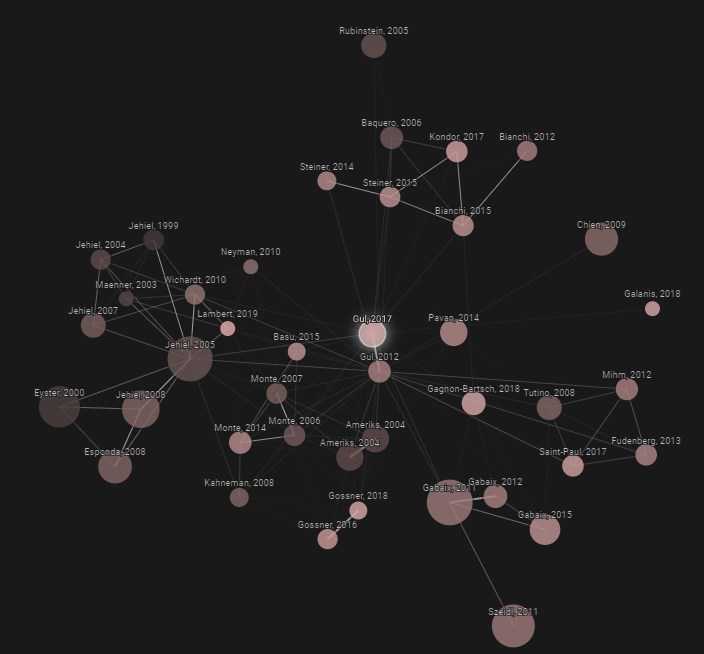 Rubinstein, 2005
Baquero, 2006
Kondor, 2017
Bianchi, 2012
Steiner, 2014
Steiner, 2015
Bianchi, 2015
Jehiel, 1999
Chien, 2009
Jehiel, 2004
Neyman, 2010
Maenner, 2003
Wichardt, 2010
Galanis, 2018
Jehiel, 2007
Lambert, 2019
Gul, 2017
Pavan, 2014
Jehiel, 2005
Basu, 2015
Gul, 2012
Monte, 2007
Mihm, 2012
Eyster, 2000
Jehiel, 2008
Gagnon-Bartsch, 2018
Tutino, 2008
Monte, 2014
Monte, 2006
Ameriks, 2004
Ameriks, 2004
Fudenberg, 2013
Esponda, 2008
Saint-Paul, 2017
Kahneman, 2008
Gabaix, 2011
Gabaix, 2012
Gossner, 2018
Gabaix, 2015
Gossner, 2016
Szeidl, 2011